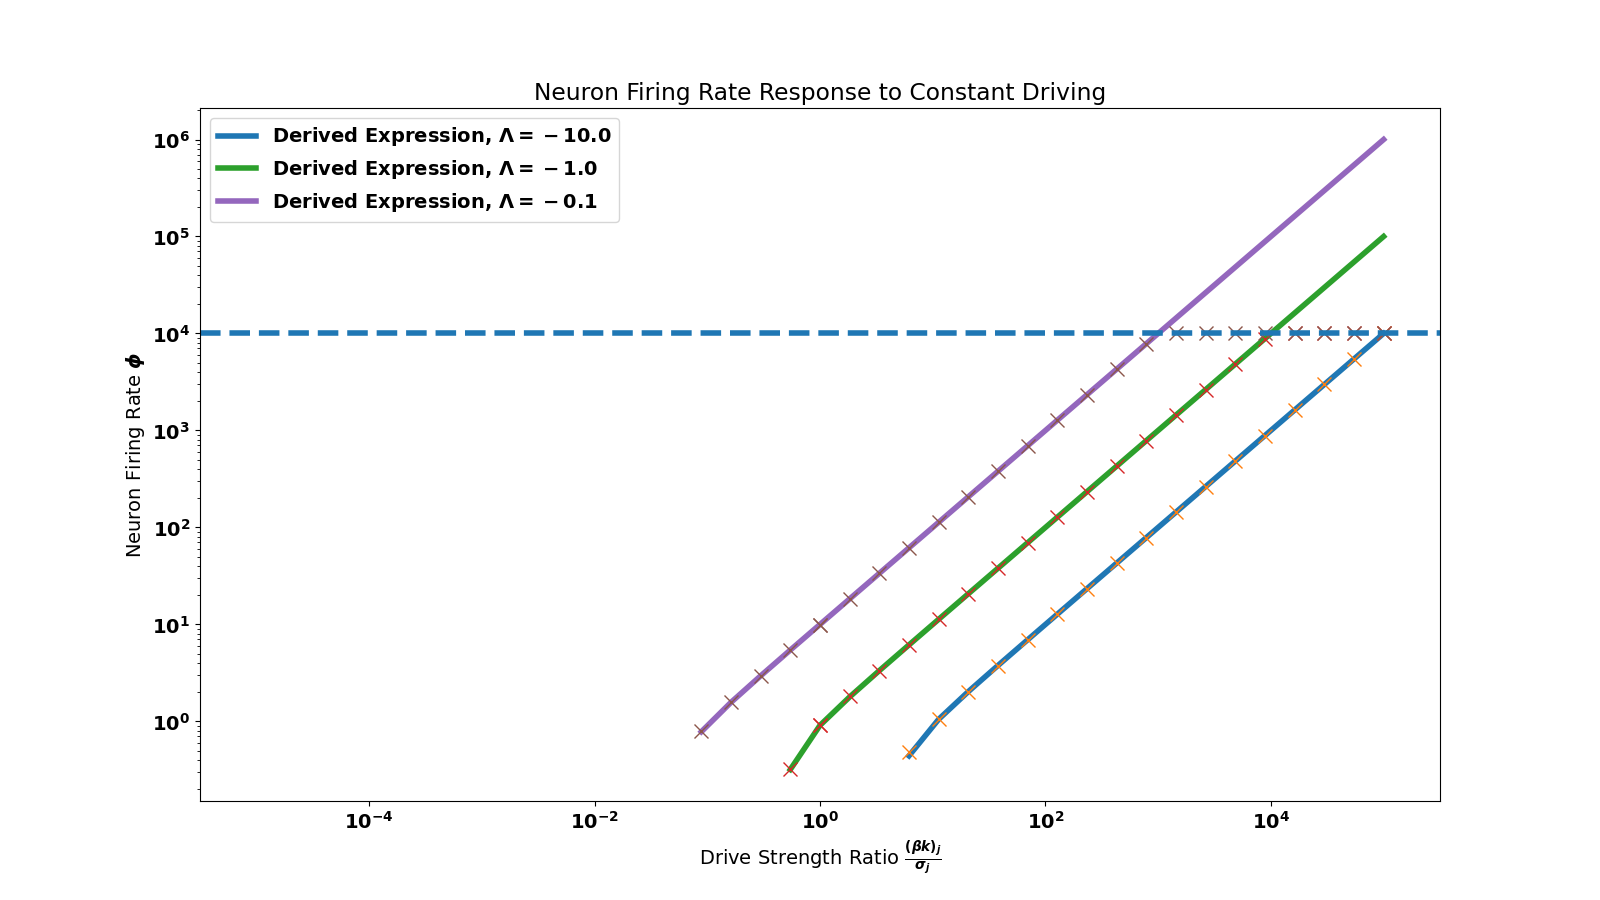 Neuron Firing Rate Response to Constant Driving
Derived Expression, Λ = − 10.0
Derived Expression, Λ = − 1.0
Derived Expression, Λ = − 0.1
10⁶
10⁵
10⁴
10³
10²
10¹
10⁰
Neuron Firing Rate ϕ
10⁻⁴ 10⁻² 10⁰ 10² 10⁴
Drive Strength Ratio (βk)ⱼ/σⱼ